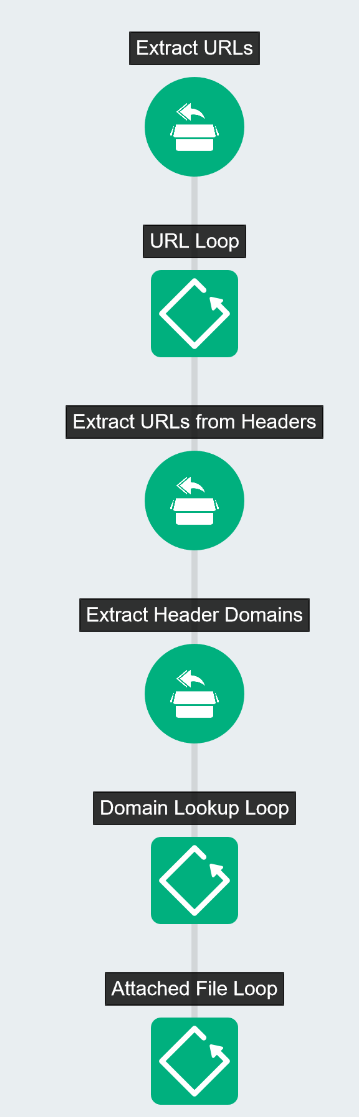 Extract URLs
URL Loop
Extract URLs from Headers
Extract Header Domains
Domain Lookup Loop
Attached File Loop